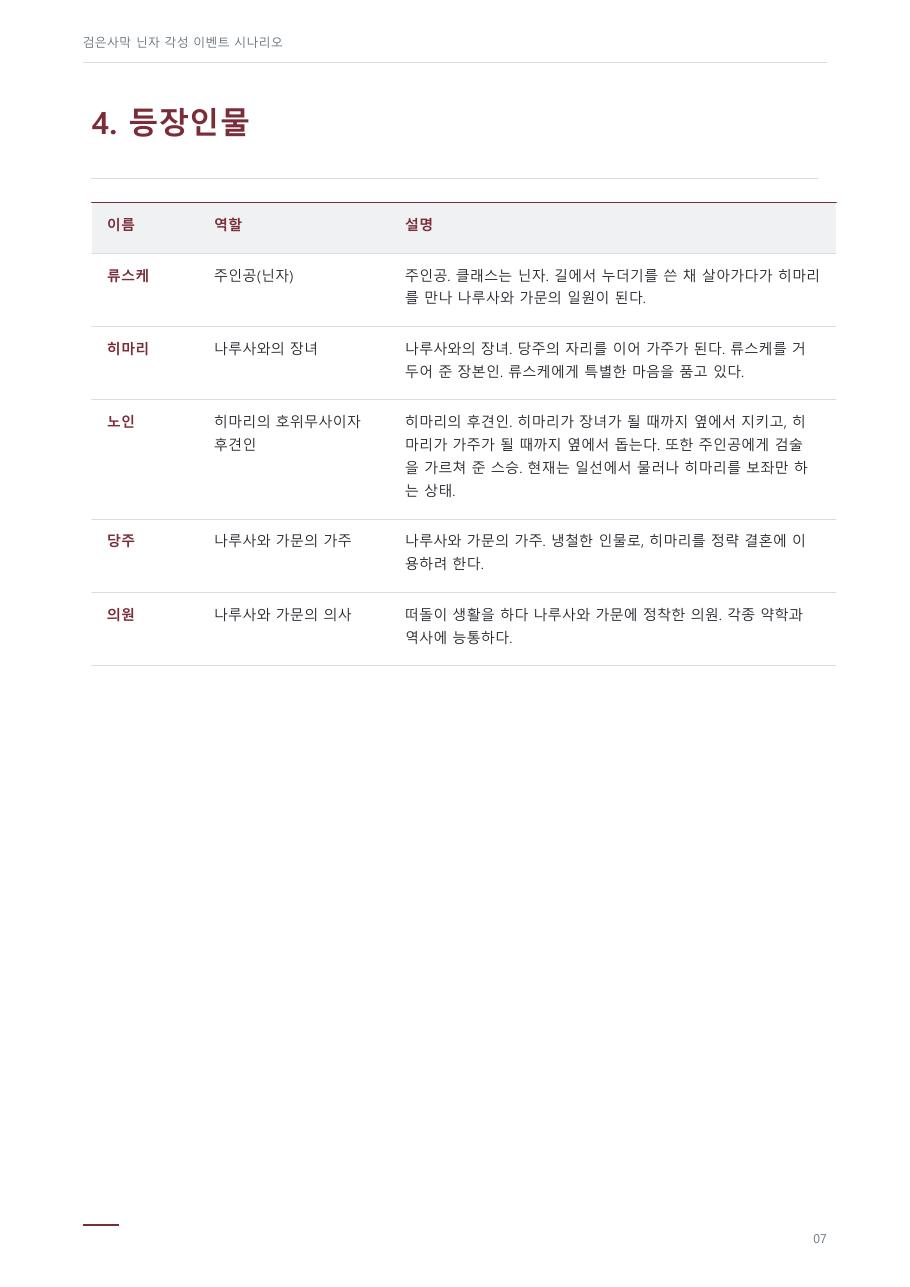 검은사막 닌자 각성 이벤트 시나리오
4. 등장인물
이름 역할 설명
류스케 주인공(닌자) 주인공. 클래스는 닌자. 길에서 누더기를 쓴 채 살아가다가 히마리
를 만나 나루사와 가문의 일원이 된다.
히마리 나루사와의 장녀 나루사와의 장녀. 당주의 자리를 이어 가주가 된다. 류스케를 거
두어 준 장본인. 류스케에게 특별한 마음을 품고 있다.
노인 히마리의 호위무사이자 히마리의 후견인. 히마리가 장녀가 될 때까지 옆에서 지키고, 히
후견인 마리가 가주가 될 때까지 옆에서 돕는다. 또한 주인공에게 검술
을 가르쳐 준 스승. 현재는 일선에서 물러나 히마리를 보좌만 하
는 상태.
당주 나루사와 가문의 가주 나루사와 가문의 가주. 냉철한 인물로, 히마리를 정략 결혼에 이
용하려 한다.
의원 나루사와 가문의 의사 떠돌이 생활을 하다 나루사와 가문에 정착한 의원. 각종 약학과
역사에 능통하다.
07